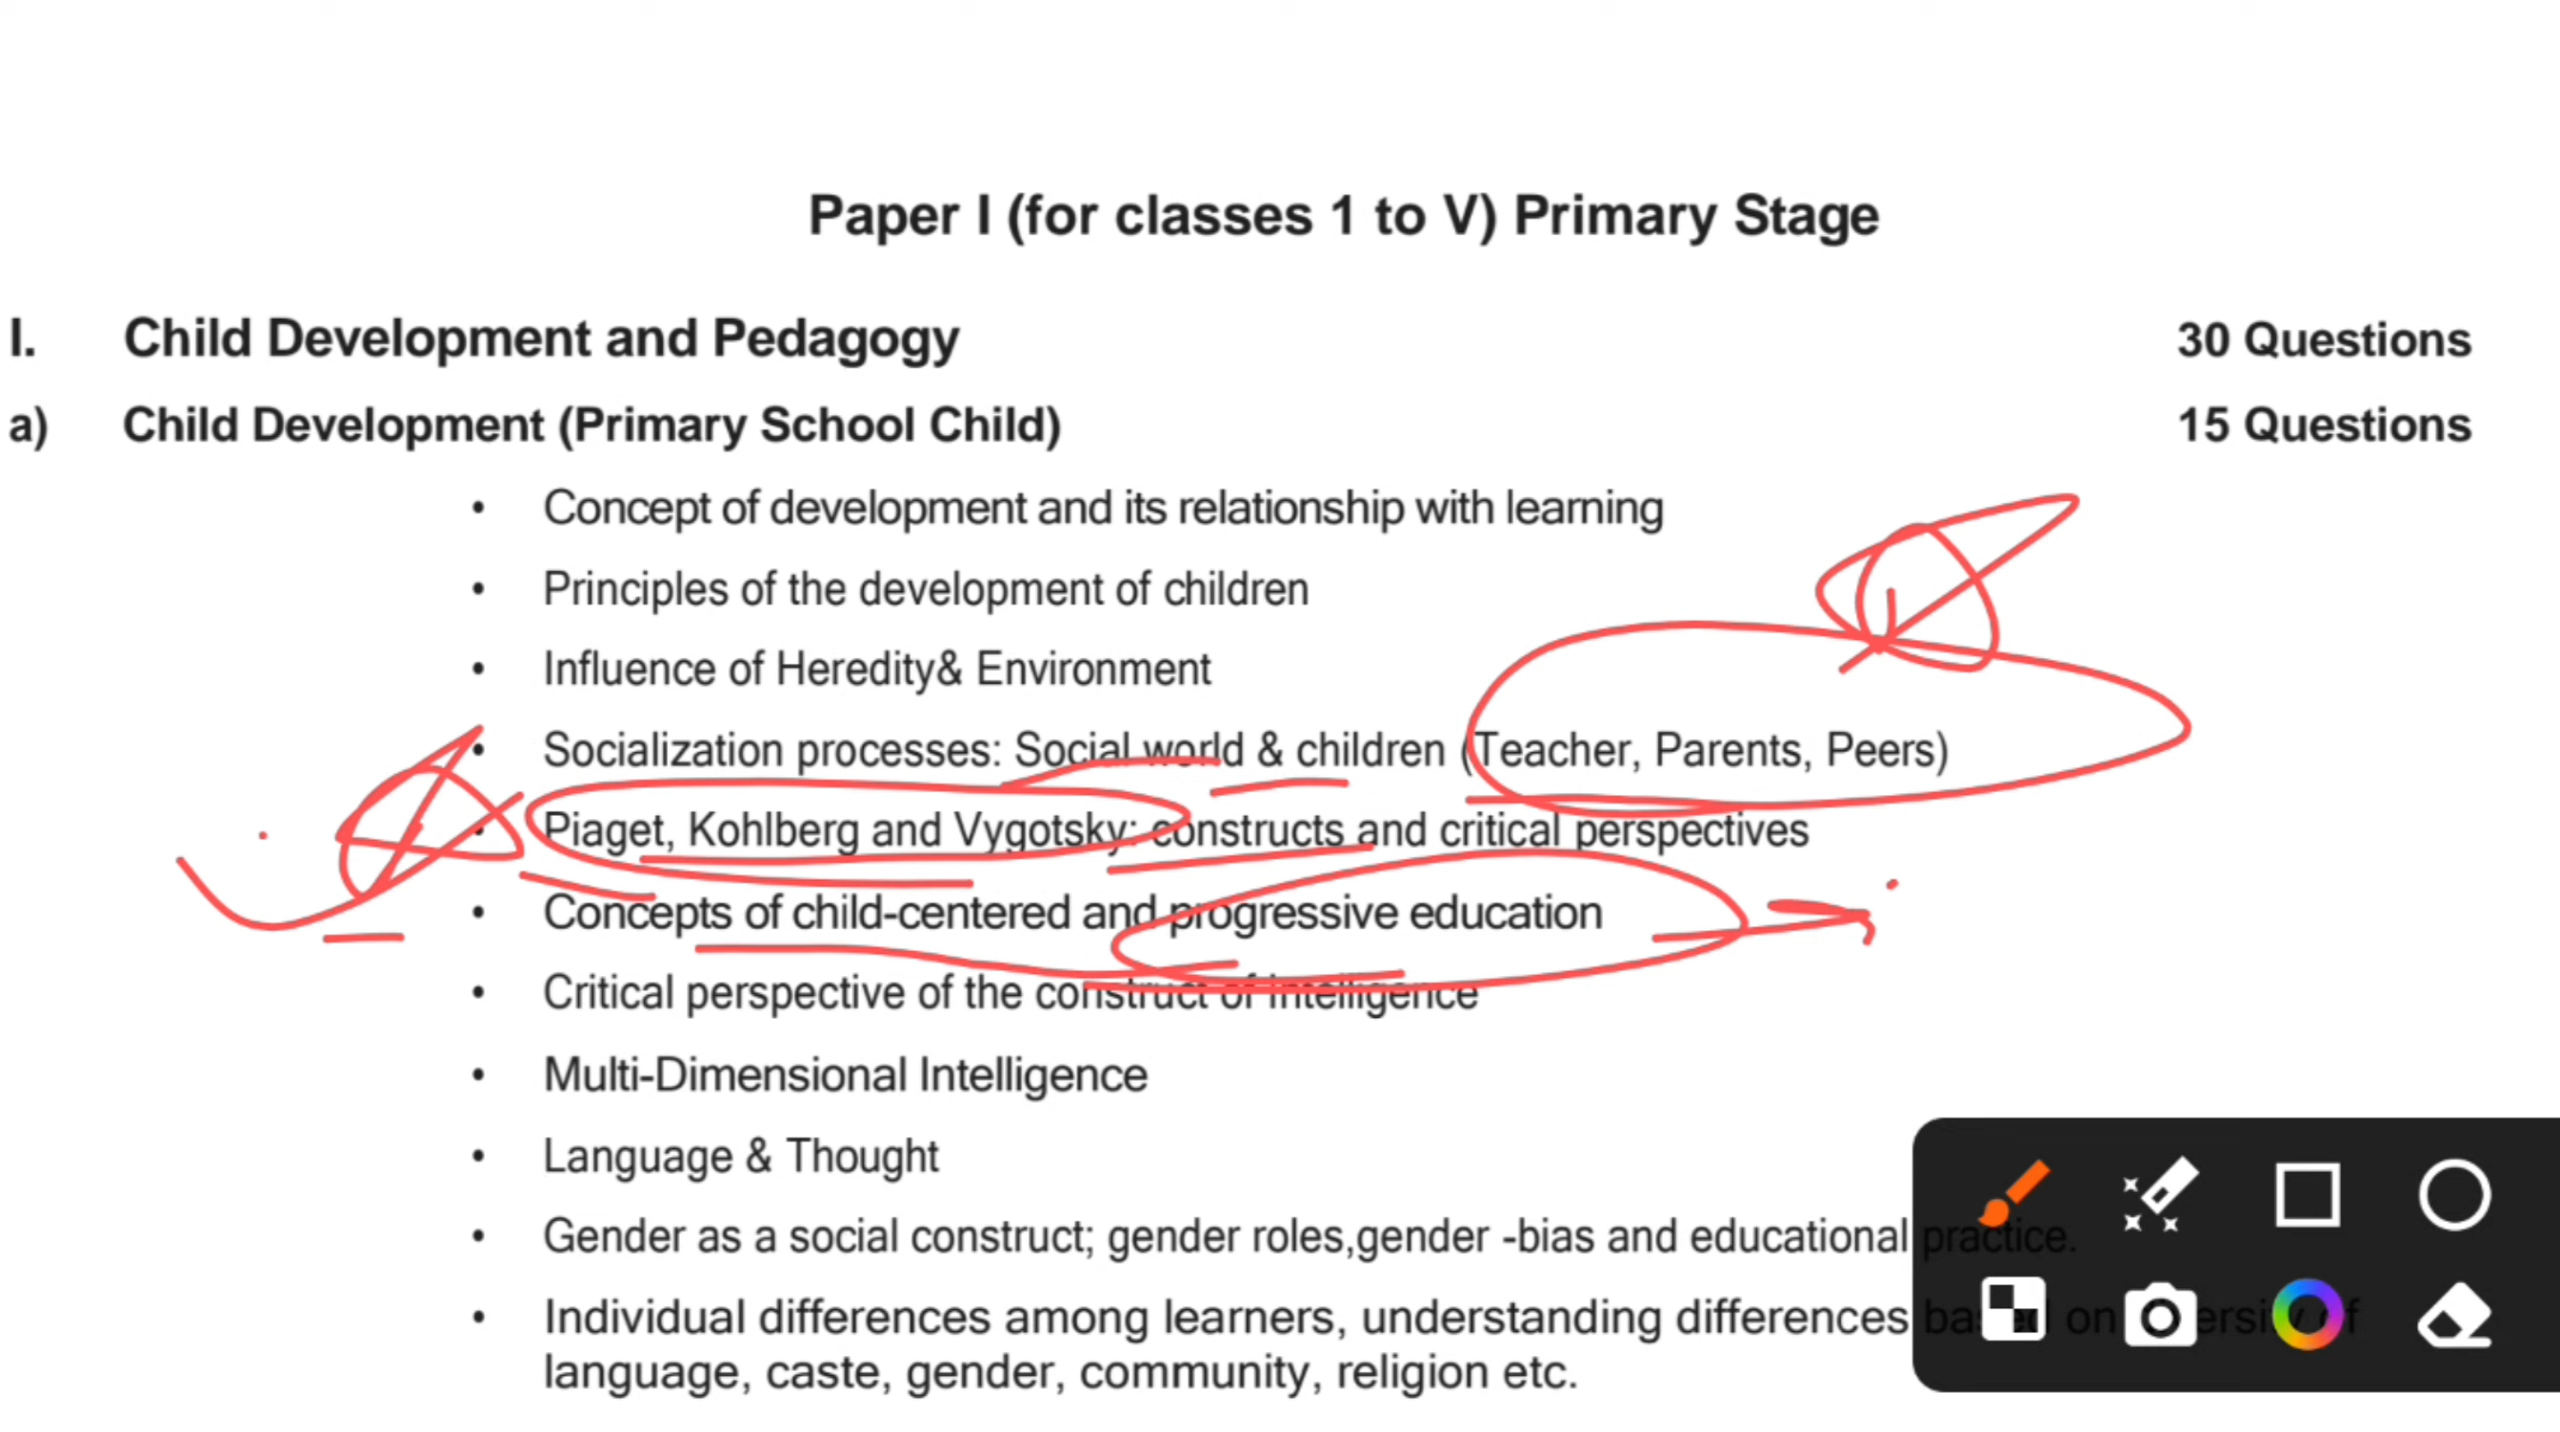 Paper I (for classes 1 to V) Primary Stage
I. Child Development and Pedagogy 30 Questions
a) Child Development (Primary School Child) 15 Questions
• Concept of development and its relationship with learning
• Principles of the development of children
• Influence of Heredity& Environment
• Socialization processes: Social world & children (Teacher, Parents, Peers)
• Piaget, Kohlberg and Vygotsky: constructs and critical perspectives
• Concepts of child-centered and progressive education
• Critical perspective of the construct of Intelligence
• Multi-Dimensional Intelligence
• Language & Thought
• Gender as a social construct; gender roles,gender -bias and educational practice.
• Individual differences among learners, understanding differences on of
language, caste, gender, community, religion etc.